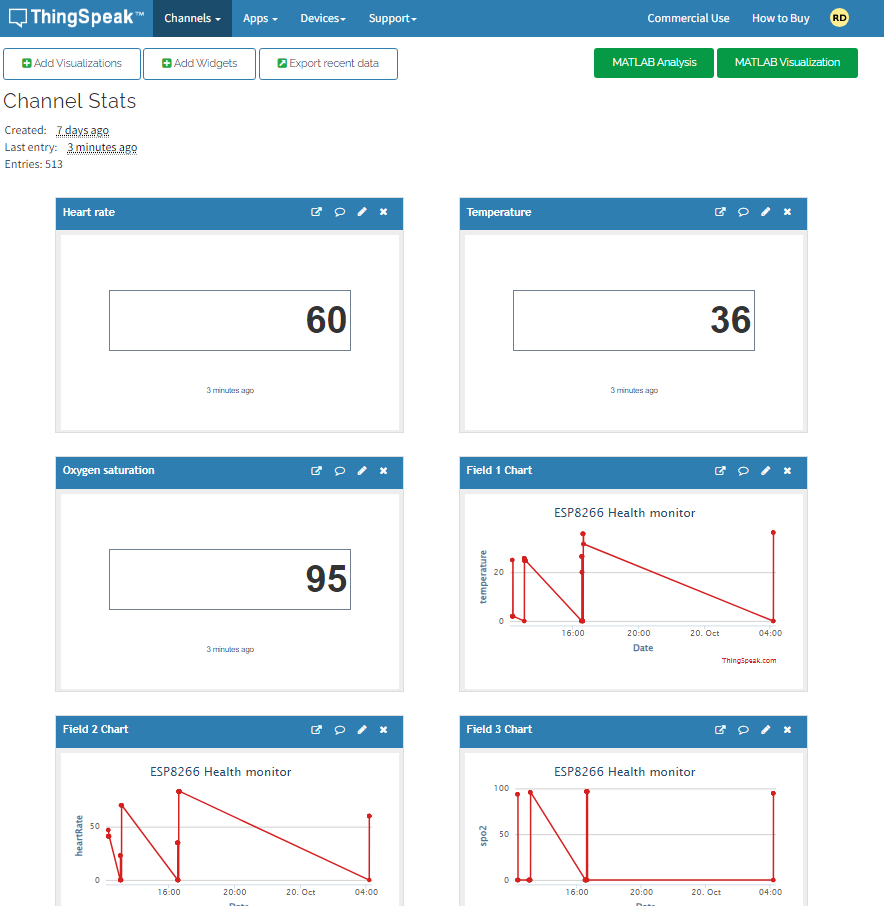 ThingSpeak™ Channels Apps Devices Support Commercial Use How to Buy RD
Add Visualizations Add Widgets Export recent data MATLAB Analysis MATLAB Visualization
Channel Stats
Created: 7 days ago
Last entry: 3 minutes ago
Entries: 513
Heart rate
60
3 minutes ago
Temperature
36
3 minutes ago
Oxygen saturation
95
3 minutes ago
Field 1 Chart
ESP8266 Health monitor
temperature
20
0
16:00 20:00 20. Oct 04:00
Date
ThingSpeak.com
Field 2 Chart
ESP8266 Health monitor
heartRate
50
0
16:00 20:00 20. Oct 04:00
Date
Field 3 Chart
ESP8266 Health monitor
spo2
100
50
0
16:00 20:00 20. Oct 04:00
Date